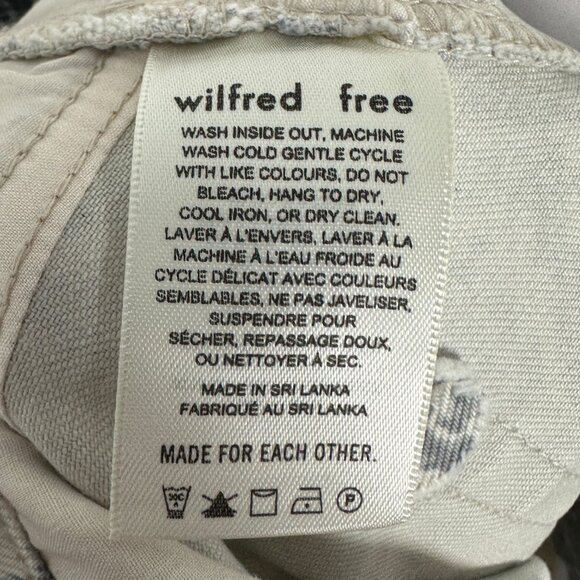 wilfred free
WASH INSIDE OUT, MACHINE
WASH COLD GENTLE CYCLE
WITH LIKE COLOURS, DO NOT
BLEACH, HANG TO DRY,
COOL IRON, OR DRY CLEAN.
LAVER À L'ENVERS, LAVER À LA
MACHINE À L'EAU FROIDE AU
CYCLE DÉLICAT AVEC COULEURS
SEMBLABLES, NE PAS JAVELISER,
SUSPENDRE POUR
SÉCHER, REPASSAGE DOUX,
OU NETTOYER À SEC.
MADE IN SRI LANKA
FABRIQUÉ AU SRI LANKA
MADE FOR EACH OTHER.
30C P